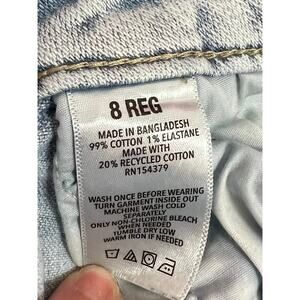 8 REG
MADE IN BANGLADESH
99% COTTON 1% ELASTANE
MADE WITH
20% RECYCLED COTTON
RN154379
WASH ONCE BEFORE WEARING
TURN GARMENT INSIDE OUT
MACHINE WASH COLD
SEPARATELY
ONLY NON-CHLORINE BLEACH
WHEN NEEDED
TUMBLE DRY LOW
WARM IRON IF NEEDED